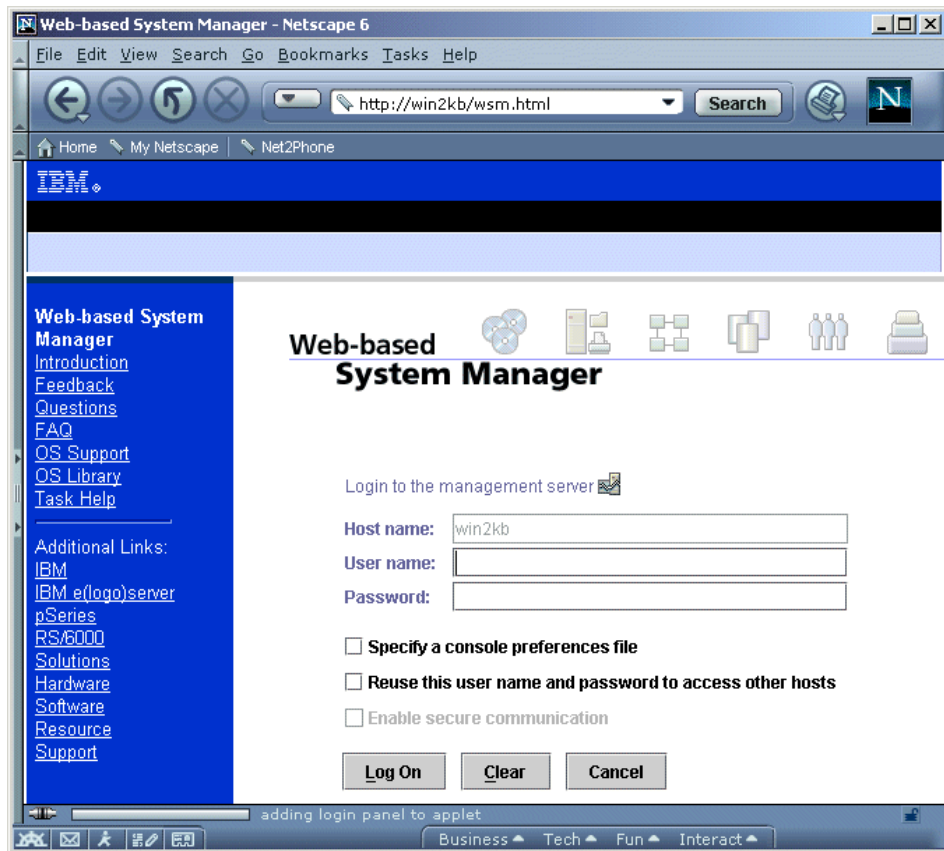 Web-based System Manager - Netscape 6
File Edit View Search Go Bookmarks Tasks Help
http://win2kb/wsm.html
Search
N
Home My Netscape Net2Phone
IBM®
Web-based System
Manager
Introduction
Feedback
Questions
FAQ
OS Support
OS Library
Task Help
Additional Links:
IBM
IBM e(logo)server
pSeries
RS/6000
Solutions
Hardware
Software
Resource
Support
Web-based
System Manager
Login to the management server
Host name: win2kb
User name:
Password:
Specify a console preferences file
Reuse this user name and password to access other hosts
Enable secure communication
Log On Clear Cancel
adding login panel to applet
Business Tech Fun Interact